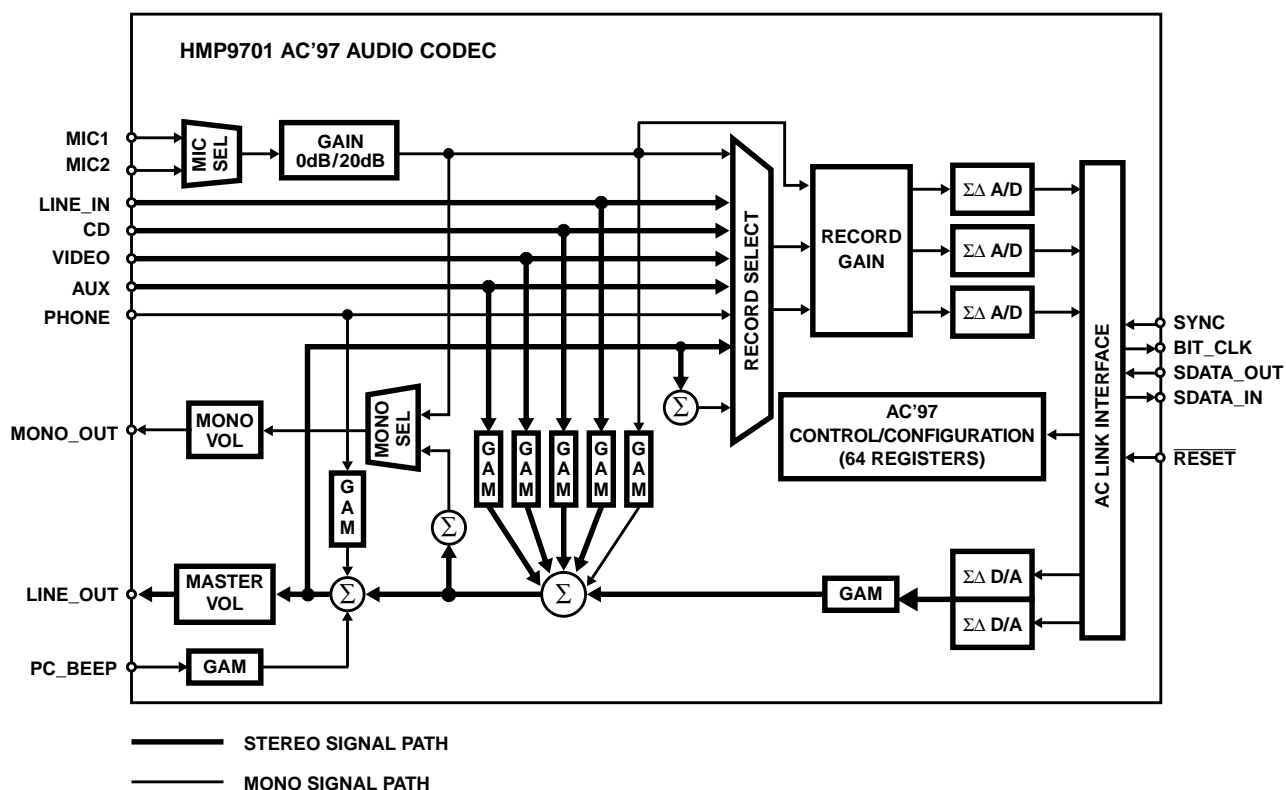 HMP9701 AC'97 AUDIO CODEC
MIC1
MIC2
LINE_IN
CD
VIDEO
AUX
PHONE
MONO_OUT
LINE_OUT
PC_BEEP
MIC SEL
GAIN
0dB/20dB
RECORD SELECT
RECORD
GAIN
ΣΔ A/D
ΣΔ A/D
ΣΔ A/D
AC LINK INTERFACE
SYNC
BIT_CLK
SDATA_OUT
SDATA_IN
RESET
AC'97
CONTROL/CONFIGURATION
(64 REGISTERS)
MONO
VOL
MONO SEL
Σ
GAM
GAM
GAM
GAM
GAM
GAM
Σ
MASTER
VOL
Σ
Σ
GAM
ΣΔ D/A
ΣΔ D/A
GAM
STEREO SIGNAL PATH
MONO SIGNAL PATH